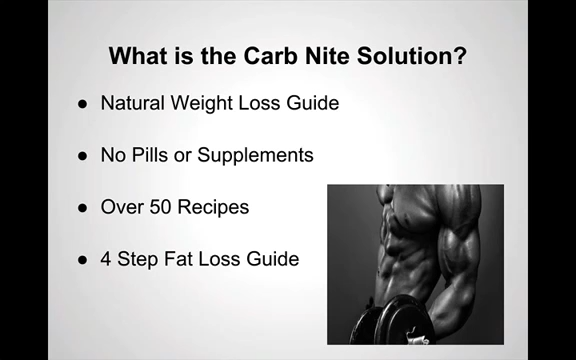 What is the Carb Nite Solution?
● Natural Weight Loss Guide
● No Pills or Supplements
● Over 50 Recipes
● 4 Step Fat Loss Guide